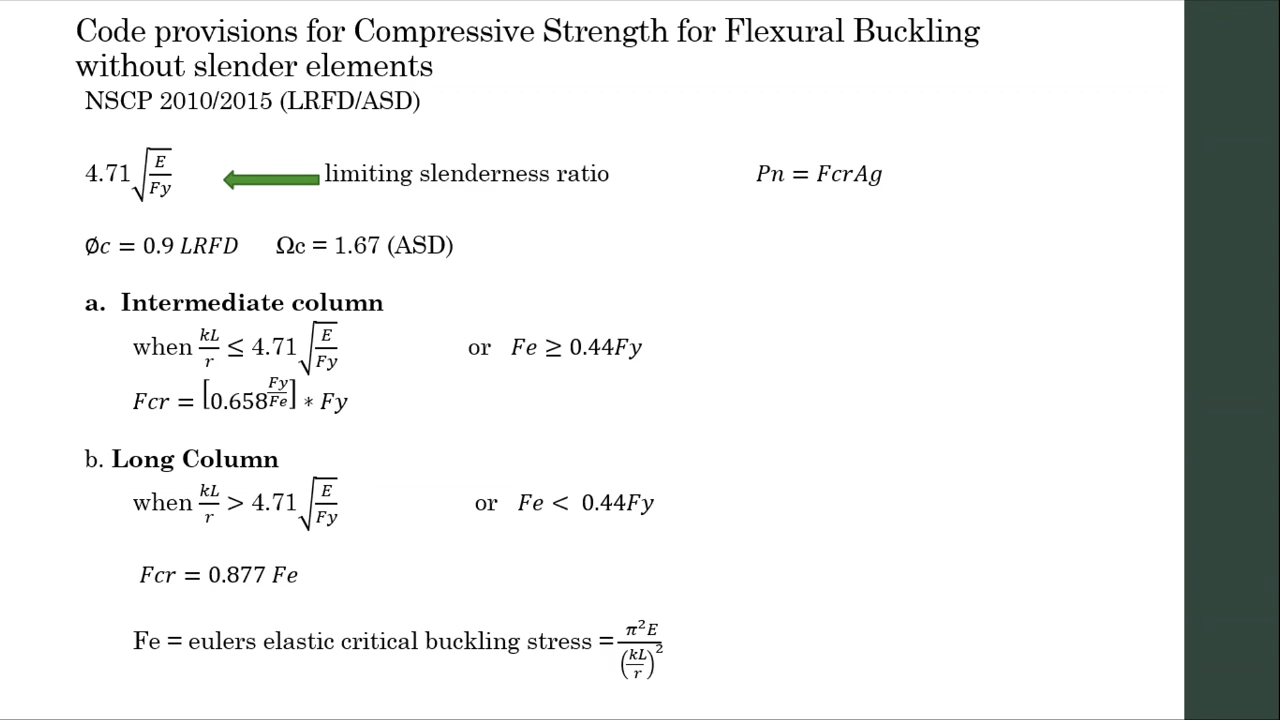 Code provisions for Compressive Strength for Flexural Buckling
without slender elements
NSCP 2010/2015 (LRFD/ASD)
4.71√(E/Fy) limiting slenderness ratio Pn = FcrAg
Øc = 0.9 LRFD Ωc = 1.67 (ASD)
a. Intermediate column
when kL/r ≤ 4.71√(E/Fy) or Fe ≥ 0.44Fy
Fcr = [0.658^(Fy/Fe)] * Fy
b. Long Column
when kL/r > 4.71√(E/Fy) or Fe < 0.44Fy
Fcr = 0.877 Fe
Fe = eulers elastic critical buckling stress = π²E/(kL/r)²